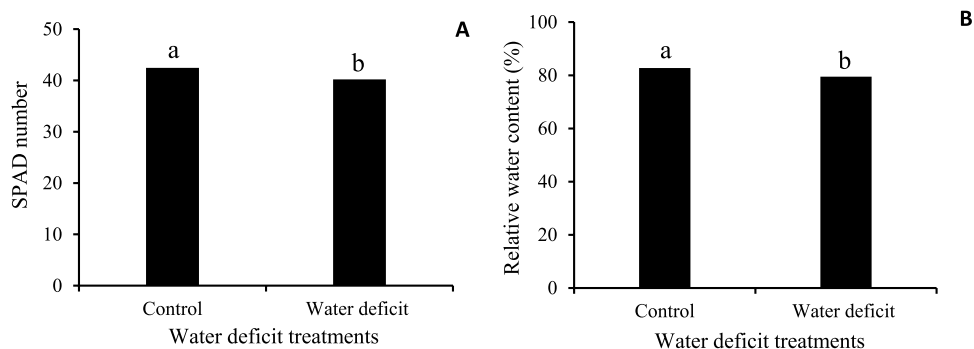 A
50
40
30
20
10
0
SPAD number
a
b
Control
Water deficit
Water deficit treatments
B
100
80
60
40
20
0
Relative water content (%)
a
b
Control
Water deficit
Water deficit treatments